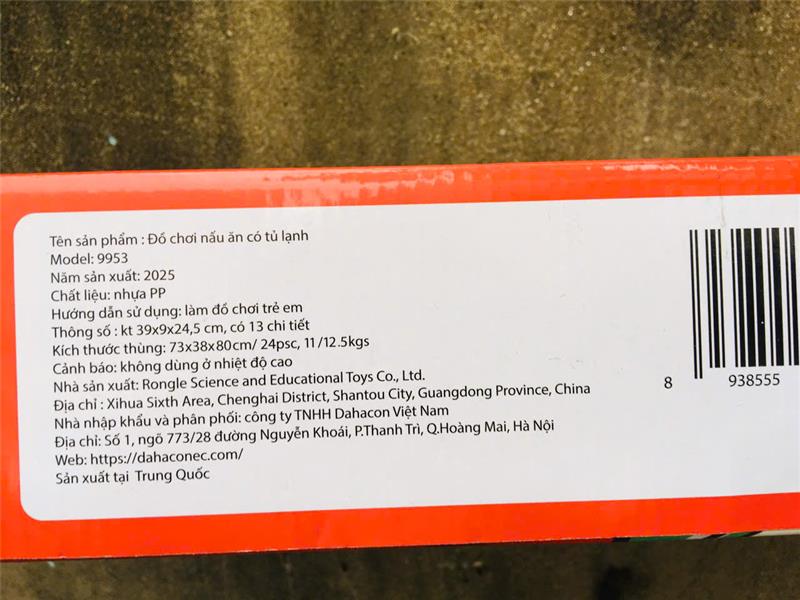 Tên sản phẩm : Đồ chơi nấu ăn có tủ lạnh
Model: 9953
Năm sản xuất: 2025
Chất liệu: nhựa PP
Hướng dẫn sử dụng: làm đồ chơi trẻ em
Thông số : kt 39x9x24,5 cm, có 13 chi tiết
Kích thước thùng: 73x38x80cm/ 24psc, 11/12.5kgs
Cảnh báo: không dùng ở nhiệt độ cao
Nhà sản xuất: Rongle Science and Educational Toys Co., Ltd.
Địa chỉ : Xihua Sixth Area, Chenghai District, Shantou City, Guangdong Province, China
Nhà nhập khẩu và phân phối: công ty TNHH Dahacon Việt Nam
Địa chỉ: Số 1, ngõ 773/28 đường Nguyễn Khoái, P.Thanh Trì, Q.Hoàng Mai, Hà Nội
Web: https://dahaconec.com/
Sản xuất tại Trung Quốc
8 938555